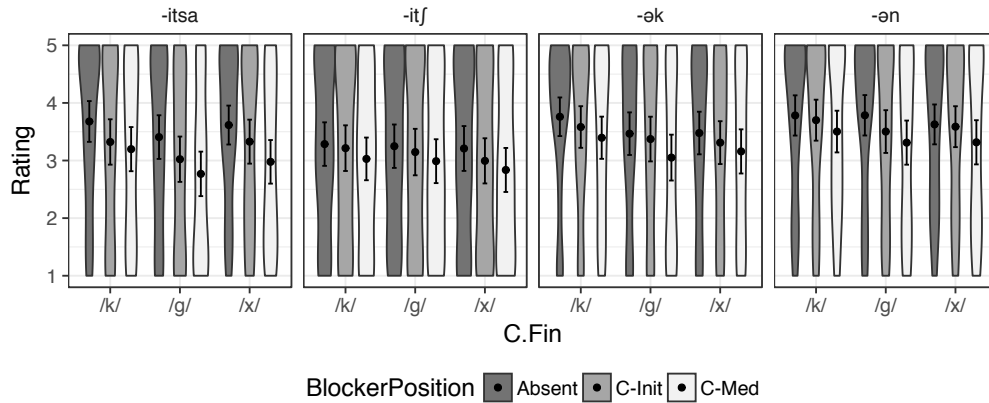 -itsa -itʃ -ək -ən
Rating
5
4
3
2
1
/k/ /g/ /x/ /k/ /g/ /x/ /k/ /g/ /x/ /k/ /g/ /x/
C.Fin
BlockerPosition Absent C-Init C-Med